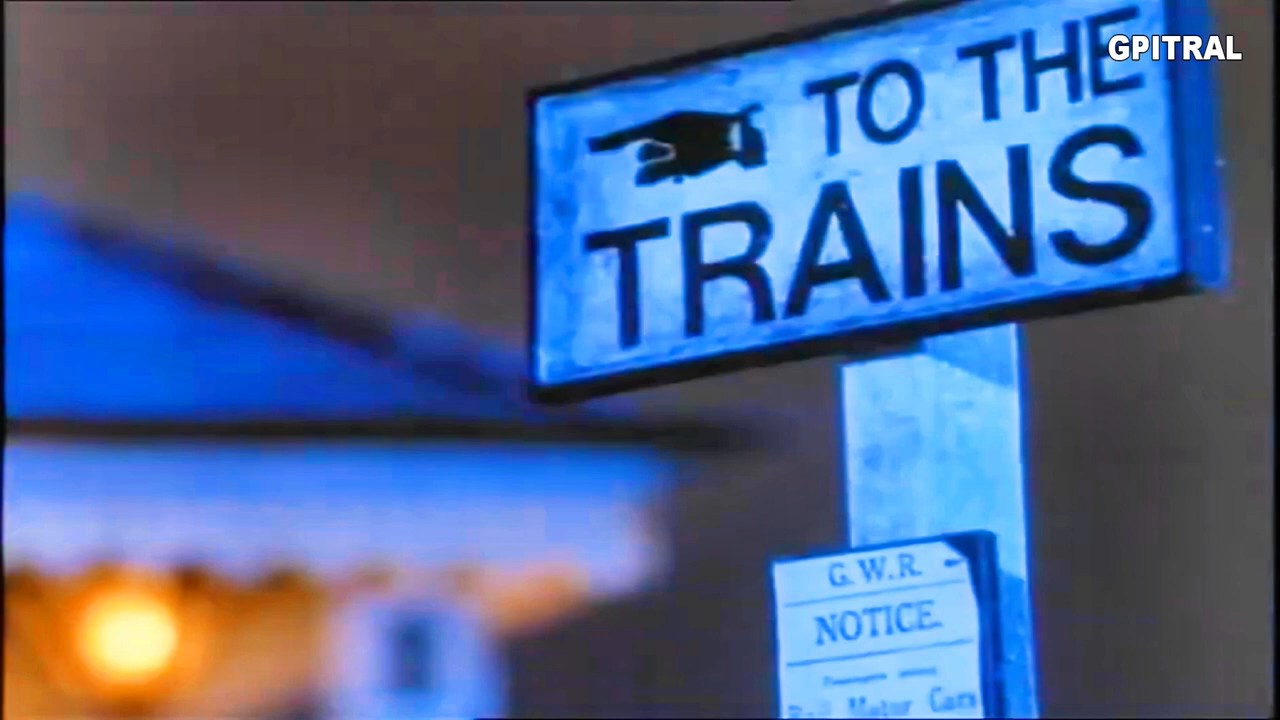 GPITRAL
TO THE
TRAINS
G.W.R.
NOTICE.
Rail Motor Cars